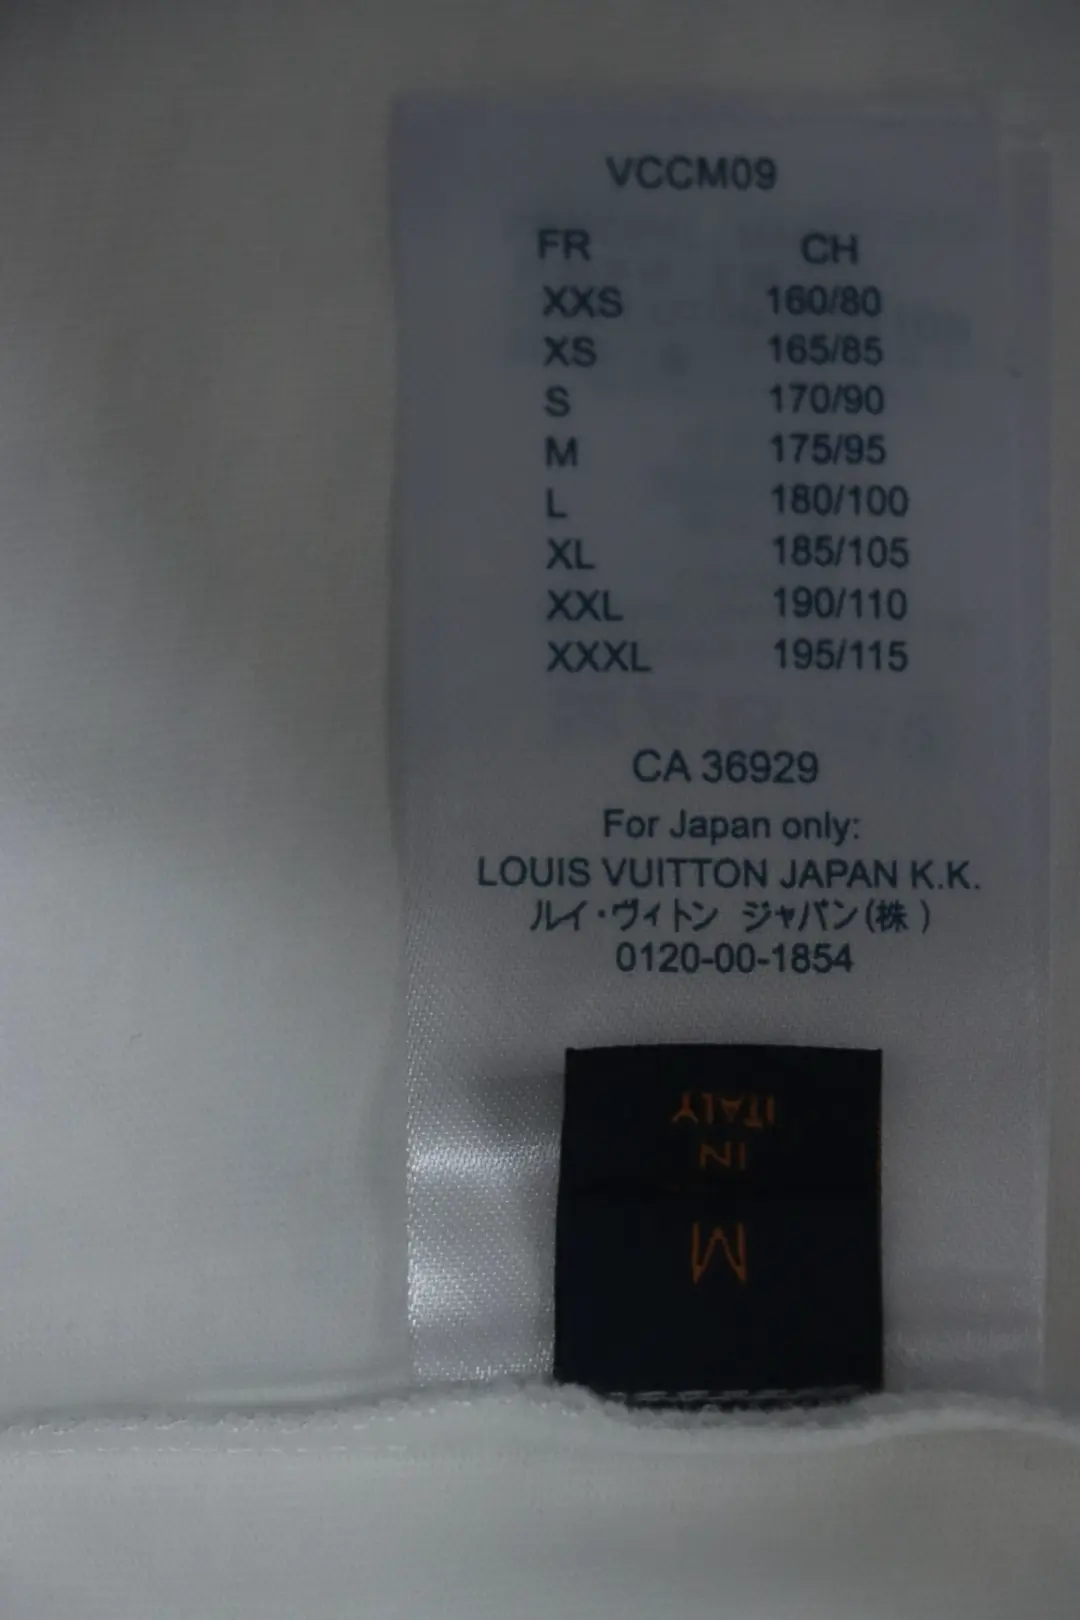 VCCM09
FR CH
XXS 160/80
XS 165/85
S 170/90
M 175/95
L 180/100
XL 185/105
XXL 190/110
XXXL 195/115
CA 36929
For Japan only:
LOUIS VUITTON JAPAN K.K.
ルイ・ヴィトン ジャパン(株)
0120-00-1854
M
IN
ITALY